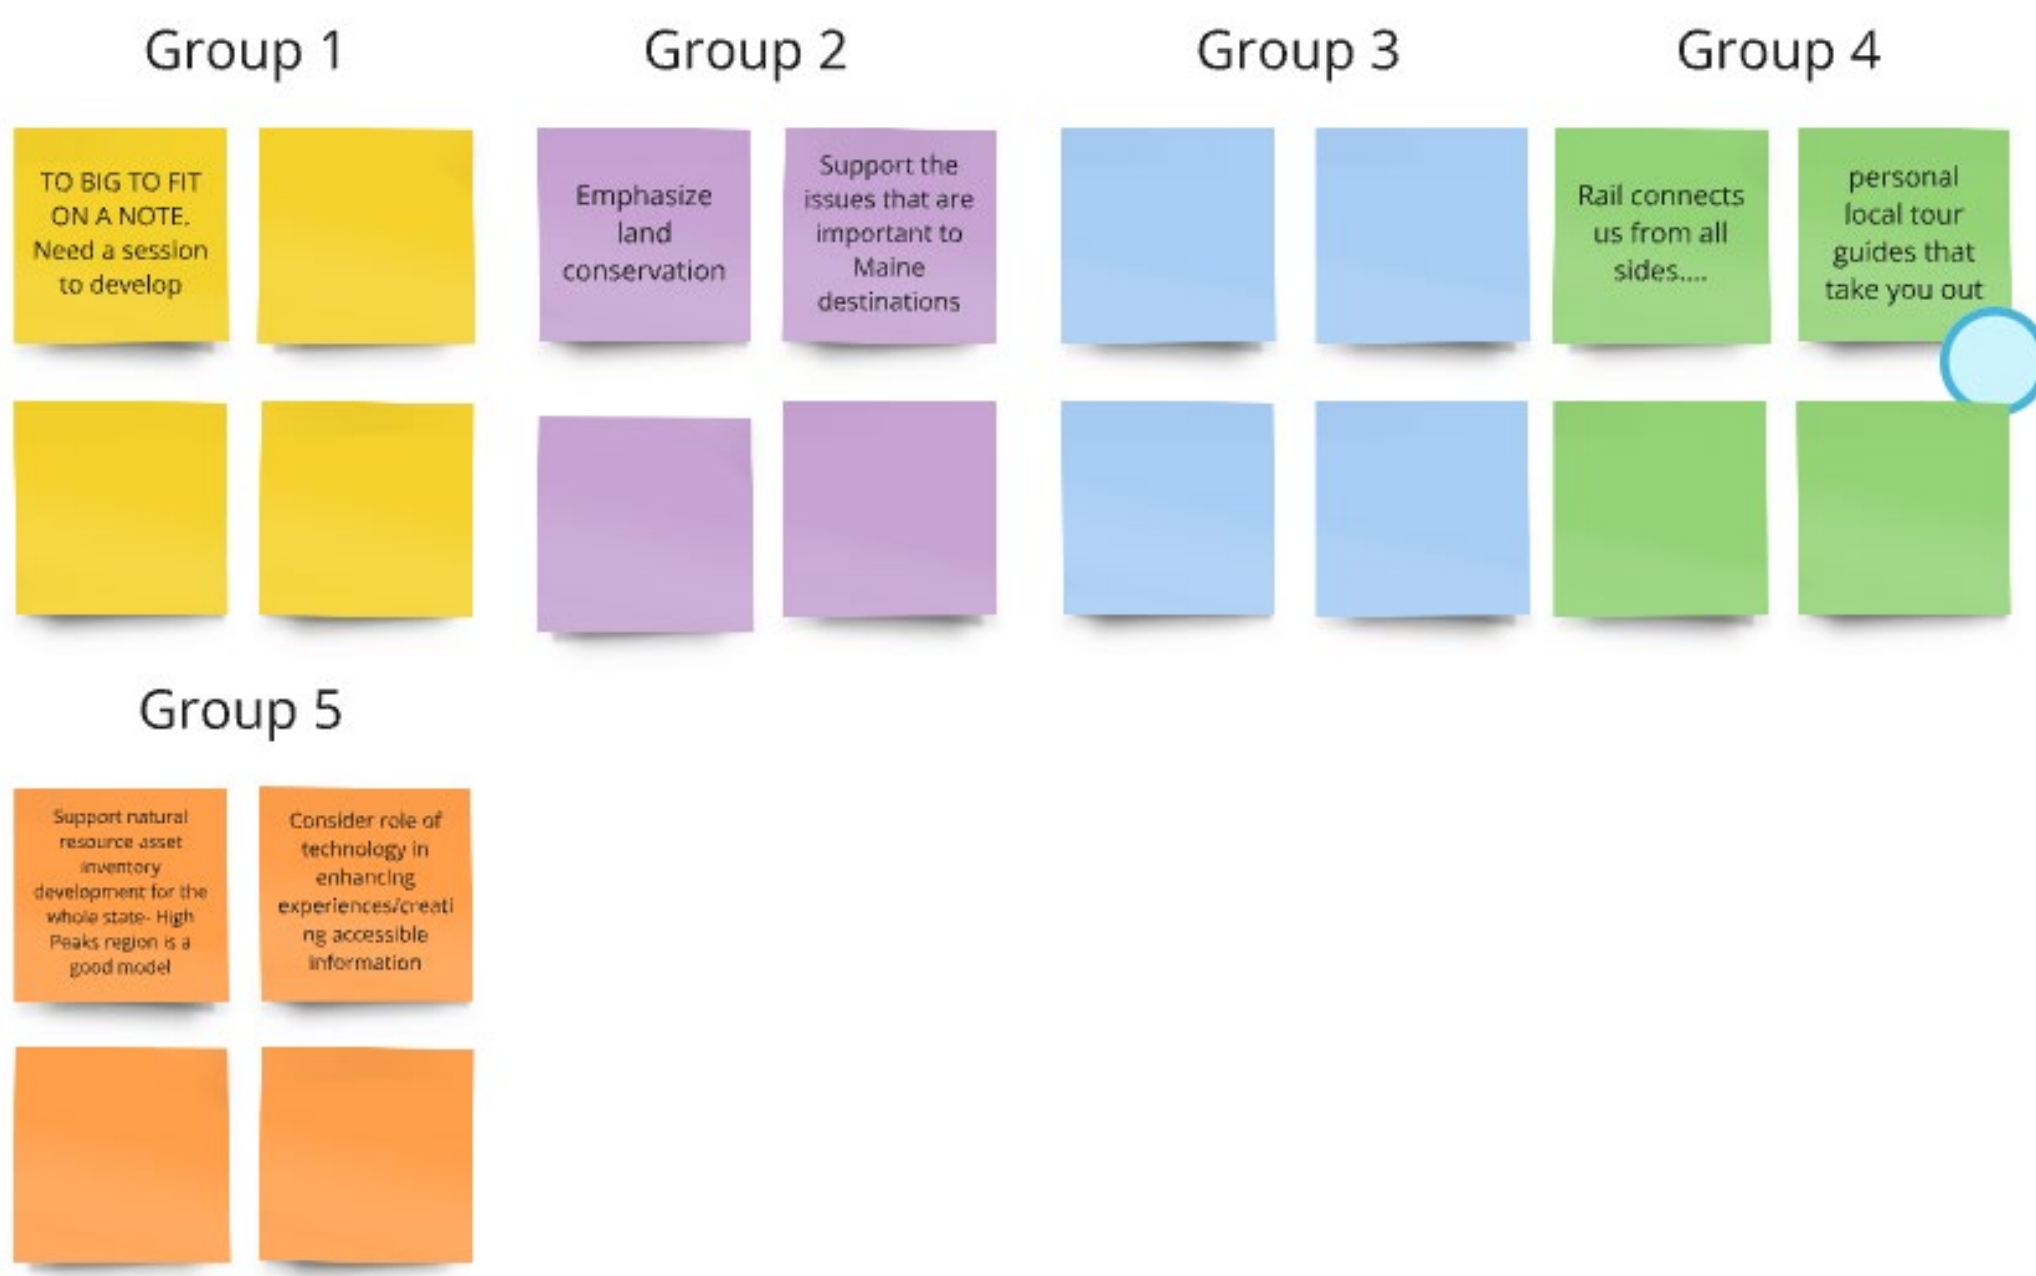 Group 1
Group 2
Group 3
Group 4
TO BIG TO FIT
ON A NOTE.
Need a session
to develop
Emphasize
land
conservation
Support the
issues that are
important to
Maine
destinations
Rail connects
us from all
sides....
personal
local tour
guides that
take you out
Group 5
Support natural
resource asset
inventory
development for the
whole state- High
Peaks region is a
good model
Consider role of
technology in
enhancing
experiences/creati
ng accessible
information